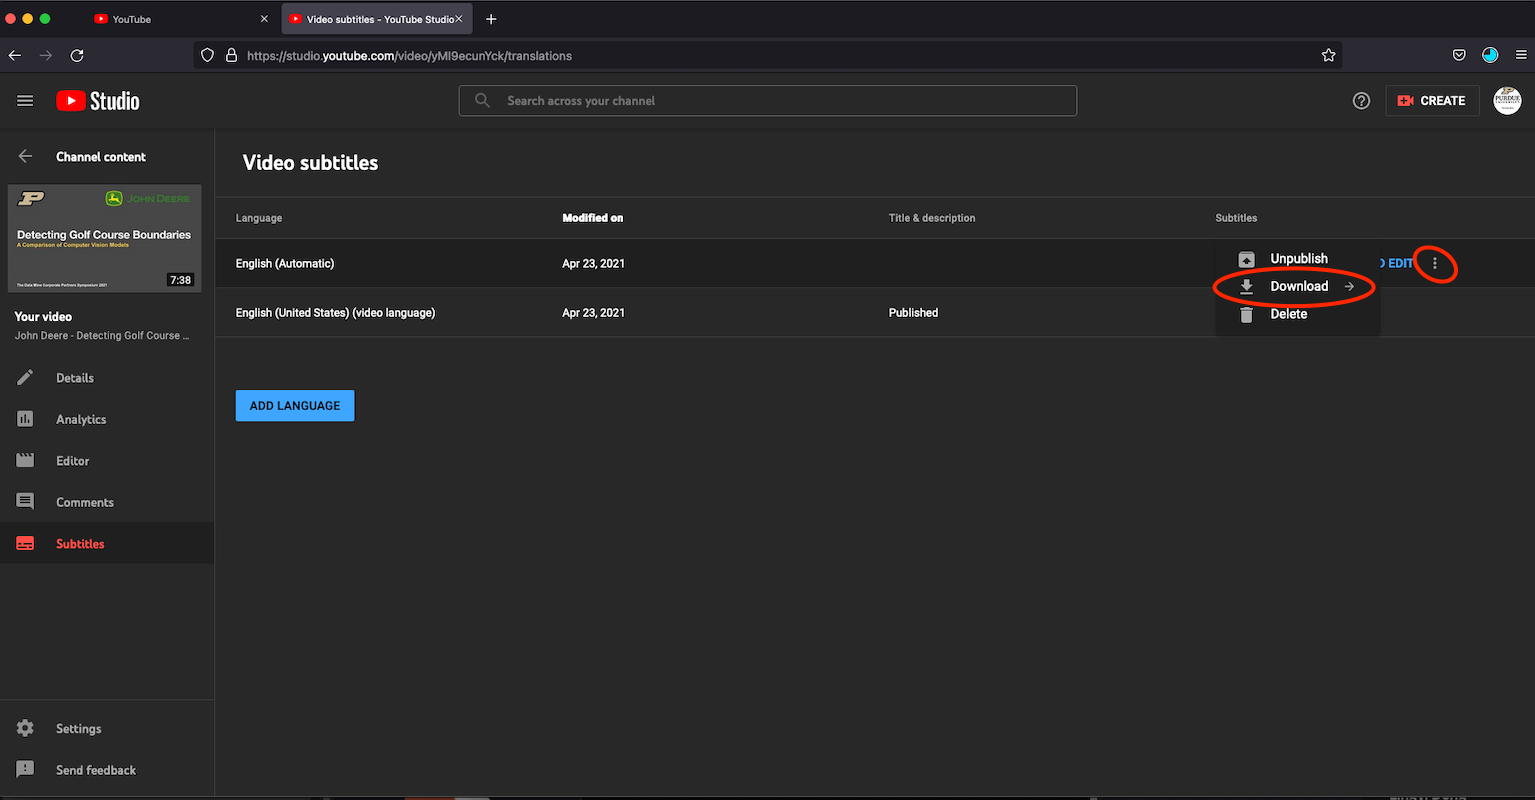 YouTube
Video subtitles - YouTube Studio
https://studio.youtube.com/video/yMI9ecunYck/translations
Studio
Search across your channel
CREATE
PURDUE
Channel content
Video subtitles
JOHN DEERE
Detecting Golf Course Boundaries
A Comparison of Computer Vision Models
The Data Mine Corporate Partners Symposium 2021
7:38
Language
Modified on
Title & description
Subtitles
English (Automatic)
Apr 23, 2021
Unpublish
EDIT
Download
Delete
English (United States) (video language)
Apr 23, 2021
Published
Your video
John Deere - Detecting Golf Course ...
ADD LANGUAGE
Details
Analytics
Editor
Comments
Subtitles
Settings
Send feedback